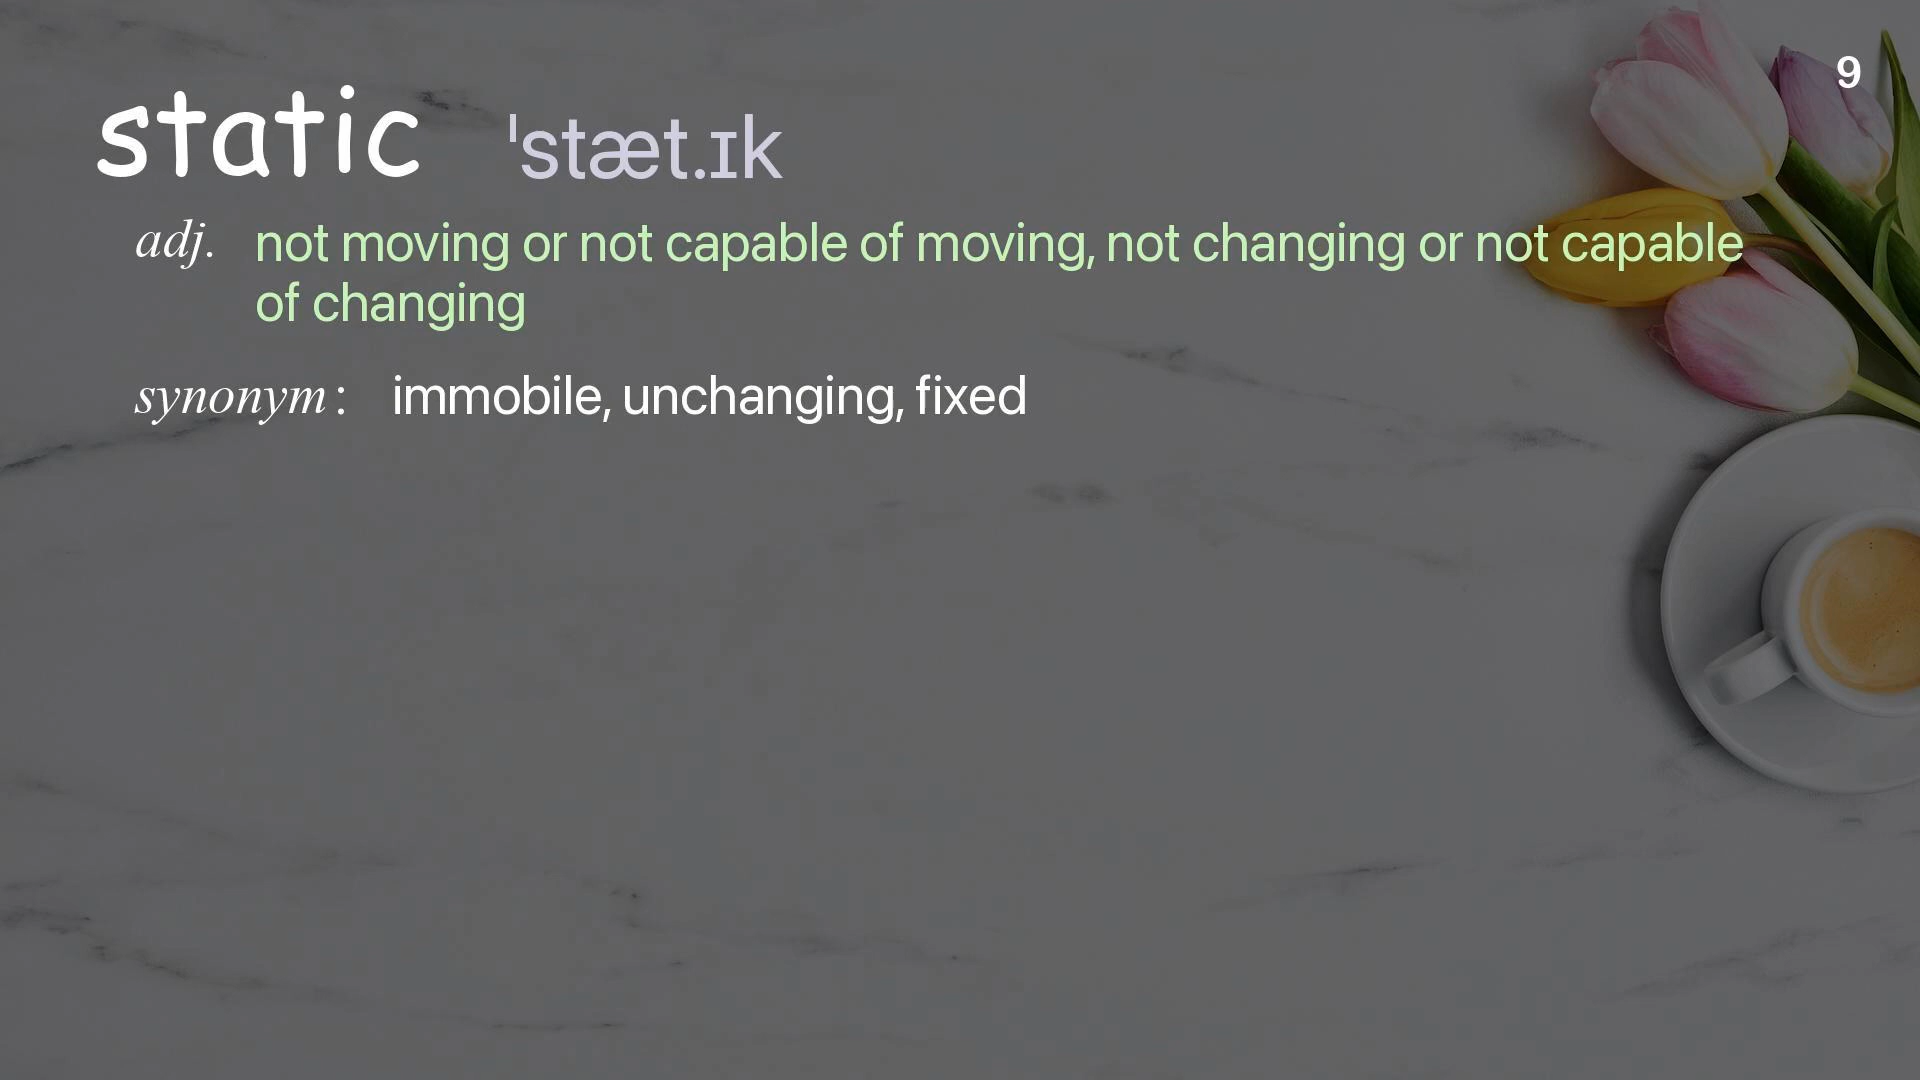 9
static ˈstæt.ɪk
adj. not moving or not capable of moving, not changing or not capable
of changing
synonym: immobile, unchanging, fixed